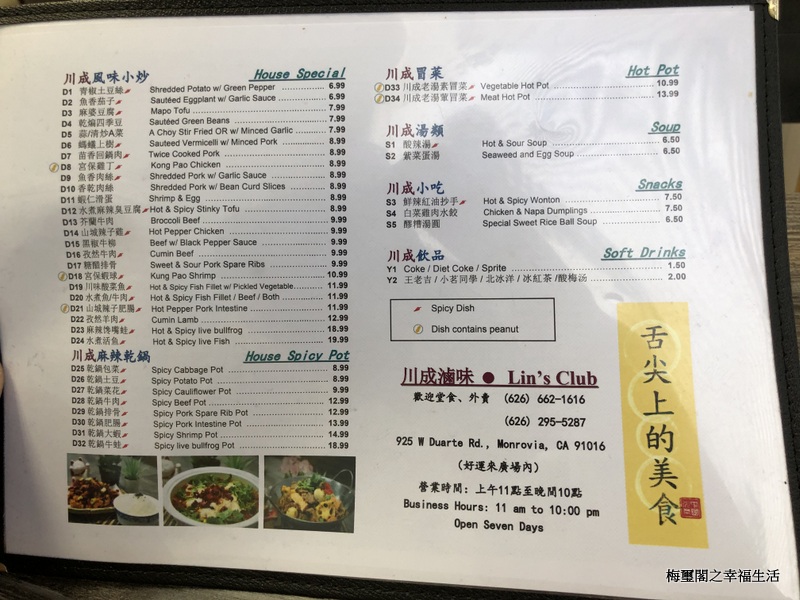 川成風味小炒 House Special
D1 青椒土豆絲 Shredded Potato w/ Green Pepper 6.99
D2 魚香茄子 Sautéed Eggplant w/ Garlic Sauce 6.99
D3 麻婆豆腐 Mapo Tofu 7.99
D4 乾煸四季豆 Sautéed Green Beans 7.99
D5 蒜/清炒A菜 A Choy Stir Fried OR w/ Minced Garlic 7.99
D6 螞蟻上樹 Sauteed Vermicelli w/ Minced Pork 8.99
D7 苗香回鍋肉 Twice Cooked Pork 8.99
D8 宮保雞丁 Kong Pao Chicken 8.99
D9 魚香肉絲 Shredded Pork w/ Garlic Sauce 8.99
D10 香乾肉絲 Shredded Pork w/ Bean Curd Slices 8.99
D11 蝦仁滑蛋 Shrimp & Egg 8.99
D12 水煮麻辣臭豆腐 Hot & Spicy Stinky Tofu 8.99
D13 芥蘭牛肉 Broccoli Beef 9.99
D14 山城辣子雞 Hot Pepper Chicken 9.99
D15 黑椒牛柳 Beef w/ Black Pepper Sauce 9.99
D16 孜然牛肉 Cumin Beef 9.99
D17 糖醋排骨 Sweet & Sour Pork Spare Ribs 9.99
D18 宮保蝦球 Kung Pao Shrimp 10.99
D19 川味酸菜魚 Hot & Spicy Fish Fillet w/ Pickled Vegetable 11.99
D20 水煮魚/牛肉 Hot & Spicy Fish Fillet / Beef / Both 11.99
D21 山城辣子肥腸 Hot Pepper Pork Intestine 11.99
D22 孜然羊肉 Cumin Lamb 12.99
D23 麻辣馋嘴蛙 Hot & Spicy live bullfrog 18.99
D24 水煮活魚 Hot & Spicy live Fish 19.99
川成麻辣乾鍋 House Spicy Pot
D25 乾鍋包菜 Spicy Cabbage Pot 8.99
D26 乾鍋土豆 Spicy Potato Pot 8.99
D27 乾鍋菜花 Spicy Cauliflower Pot 9.99
D28 乾鍋牛肉 Spicy Beef Pot 12.99
D29 乾鍋排骨 Spicy Pork Spare Rib Pot 12.99
D30 乾鍋肥腸 Spicy Pork Intestine Pot 13.99
D31 乾鍋大蝦 Spicy Shrimp Pot 14.99
D32 乾鍋牛蛙 Spicy live bullfrog Pot 18.99
川成冒菜 Hot Pot
D33 川成老湯素冒菜 Vegetable Hot Pot 10.99
D34 川成老湯葷冒菜 Meat Hot Pot 13.99
川成湯類 Soup
S1 酸辣湯 Hot & Sour Soup 6.50
S2 紫菜蛋湯 Seaweed and Egg Soup 6.50
川成小吃 Snacks
S3 鮮辣紅油抄手 Hot & Spicy Wonton 7.50
S4 白菜雞肉水餃 Chicken & Napa Dumplings 7.50
S5 醪糟湯圓 Special Sweet Rice Ball Soup 6.50
川成飲品 Soft Drinks
Y1 Coke / Diet Coke / Sprite 1.50
Y2 王老吉 / 小茗同學 / 北冰洋 / 冰紅茶 /酸梅汤 2.00
Spicy Dish
Dish contains peanut
川成滷味 ● Lin's Club
歡迎堂食、外賣 (626) 662-1616
(626) 295-5287
925 W Duarte Rd., Monrovia, CA 91016
(好運來廣場內)
營業時間: 上午11點至晚間10點
Business Hours: 11 am to 10:00 pm
Open Seven Days
舌尖上的美食
梅璽閣之幸福生活